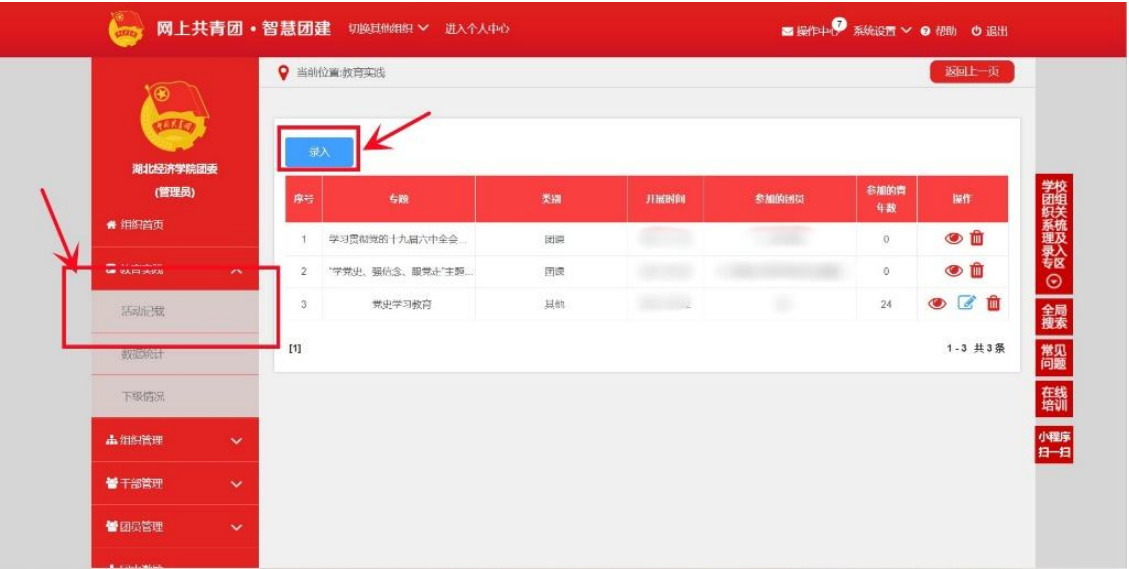 网上共青团·智慧团建 切换其他组织 进入个人中心 操作中心 7 系统设置 帮助 退出
当前位置:教育实践 返回上一页
湖北经济学院团委
(管理员)
组织首页
教育实践
活动记载
数据统计
下级情况
组织管理
干部管理
团员管理
录入
序号 专题 类别 开展时间 参加的团员 参加的青年数 操作
1 学习贯彻党的十九届六中全会... 团课 0
2 "学党史、强信念、跟党走"主题... 团课 0
3 党史学习教育 其他 24
[1] 1-3 共3条
学校
团组
织关
系统
理及
录入
专区
全局
搜索
常见
问题
在线
培训
小程序
扫一扫